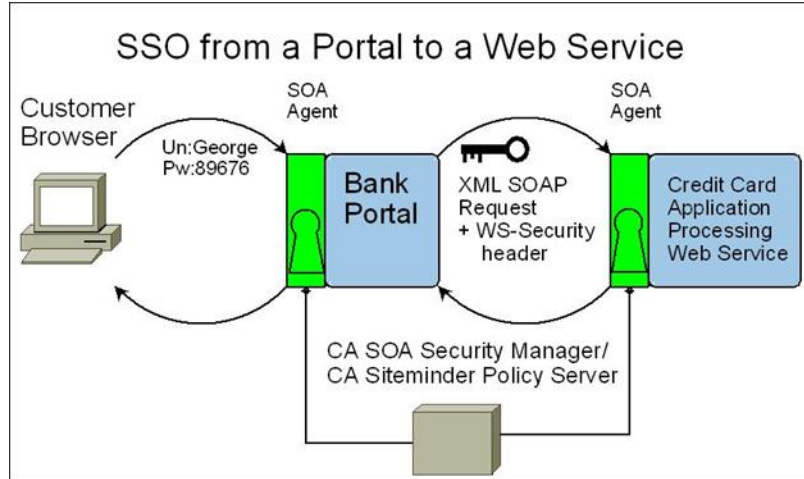 SSO from a Portal to a Web Service
Customer
Browser
Un:George
Pw:89676
SOA
Agent
Bank
Portal
XML SOAP
Request
+ WS-Security
header
SOA
Agent
Credit Card
Application
Processing
Web Service
CA SOA Security Manager/
CA Siteminder Policy Server